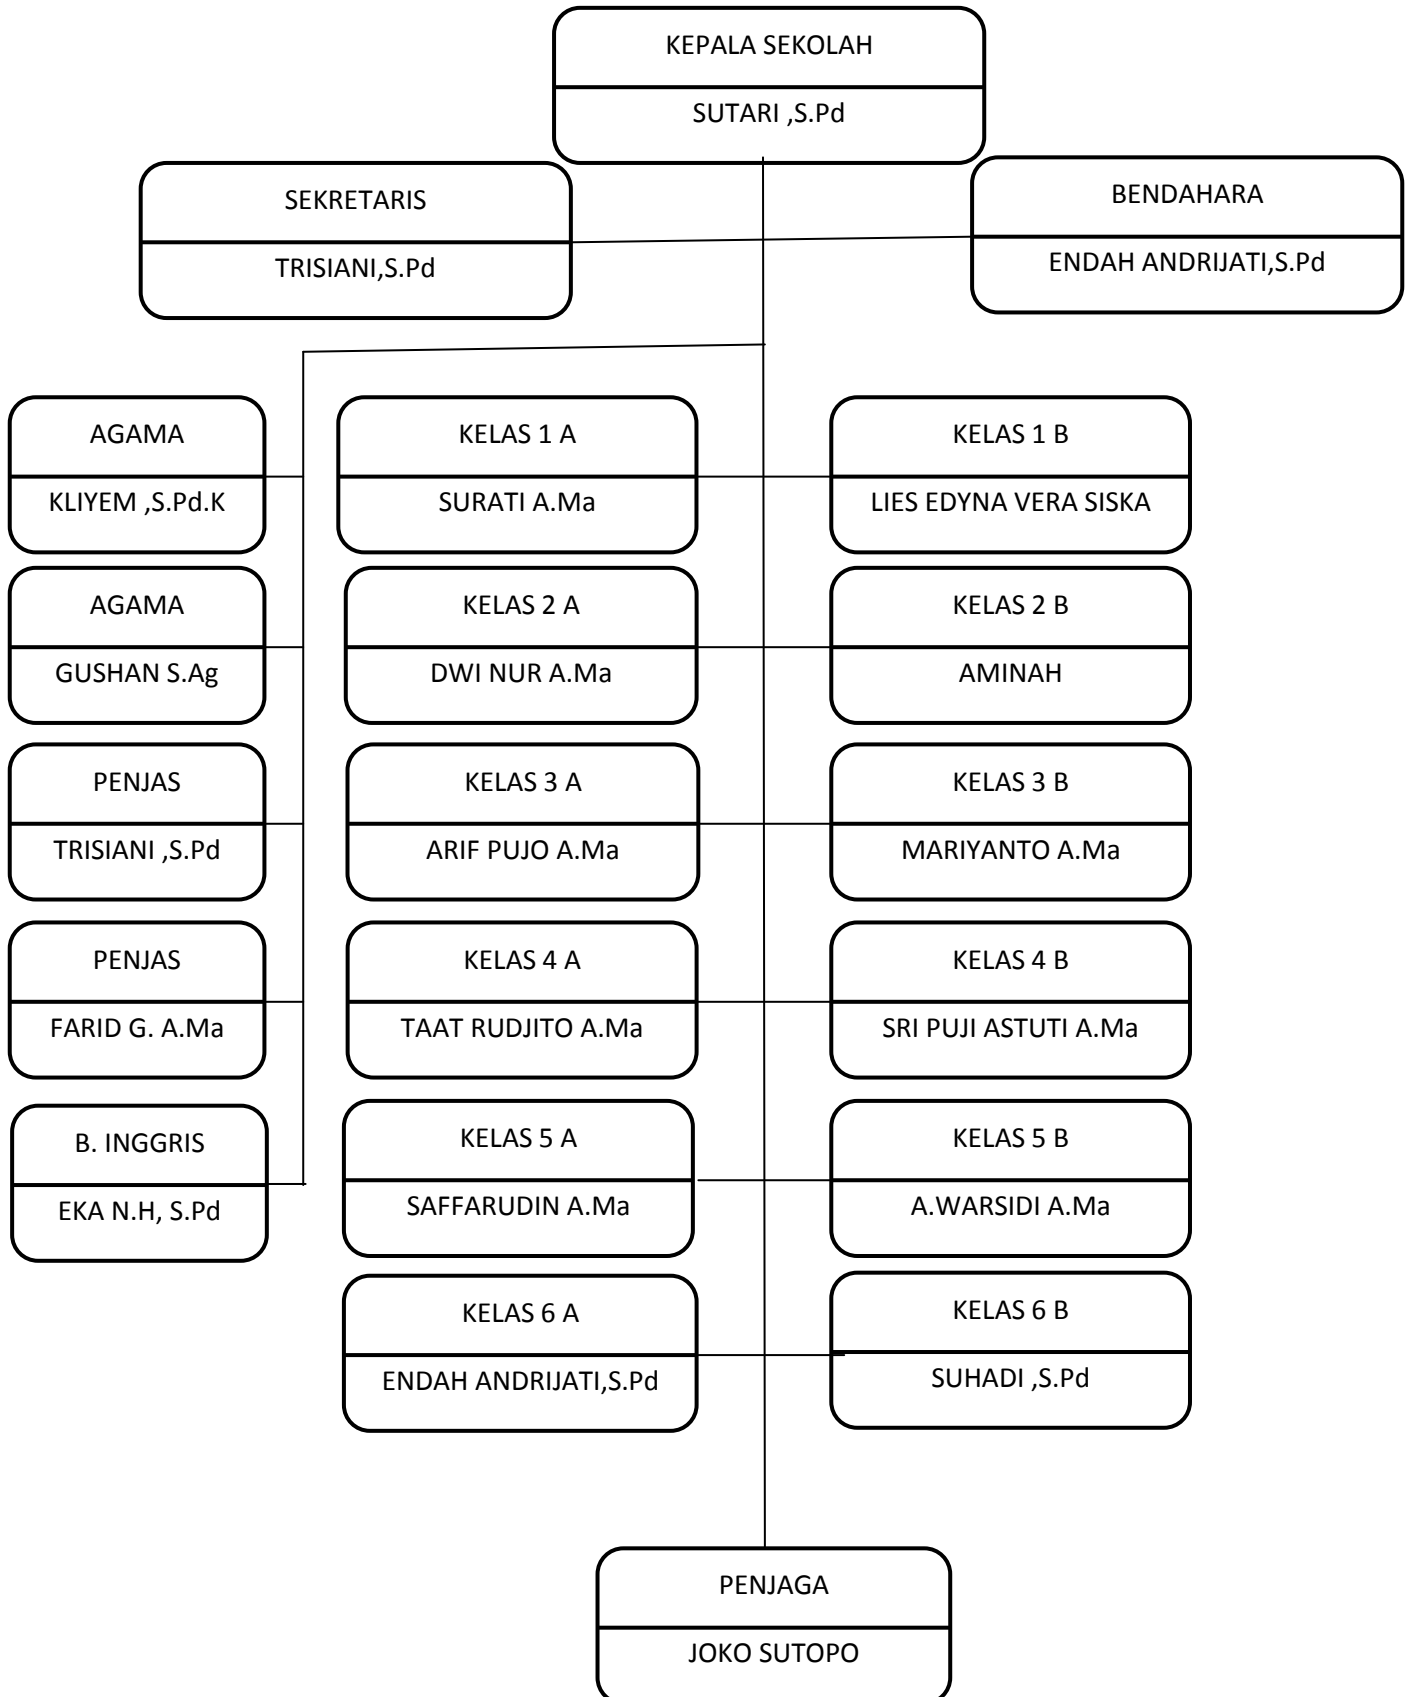 KEPALA SEKOLAH
SUTARI ,S.Pd
SEKRETARIS
TRISIANI,S.Pd
BENDAHARA
ENDAH ANDRIJATI,S.Pd
AGAMA
KLIYEM ,S.Pd.K
KELAS 1 A
SURATI A.Ma
KELAS 1 B
LIES EDYNA VERA SISKA
AGAMA
GUSHAN S.Ag
KELAS 2 A
DWI NUR A.Ma
KELAS 2 B
AMINAH
PENJAS
TRISIANI ,S.Pd
KELAS 3 A
ARIF PUJO A.Ma
KELAS 3 B
MARIYANTO A.Ma
PENJAS
FARID G. A.Ma
KELAS 4 A
TAAT RUDJITO A.Ma
KELAS 4 B
SRI PUJI ASTUTI A.Ma
B. INGGRIS
EKA N.H, S.Pd
KELAS 5 A
SAFFARUDIN A.Ma
KELAS 5 B
A.WARSIDI A.Ma
KELAS 6 A
ENDAH ANDRIJATI,S.Pd
KELAS 6 B
SUHADI ,S.Pd
PENJAGA
JOKO SUTOPO